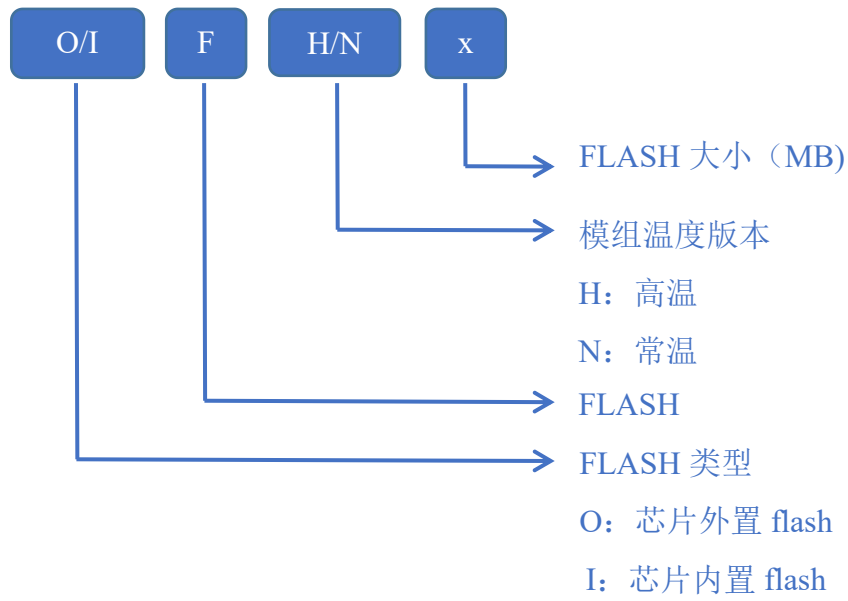 O/I F H/N x
FLASH 大小（MB)
模组温度版本
H：高温
N：常温
FLASH
FLASH 类型
O：芯片外置 flash
I：芯片内置 flash